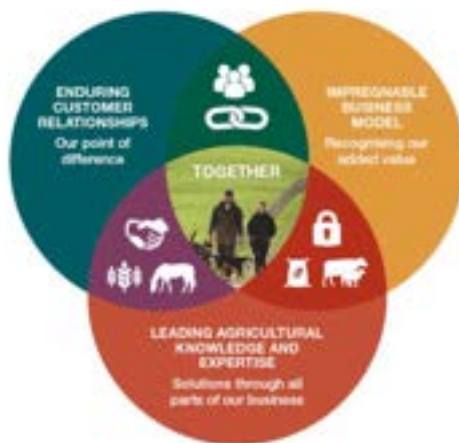 ENDURING
CUSTOMER
RELATIONSHIPS
Our point of
difference
IMPREGNABLE
BUSINESS
MODEL
Recognising our
added value
TOGETHER
LEADING AGRICULTURAL
KNOWLEDGE AND
EXPERTISE
Solutions through all
parts of our business